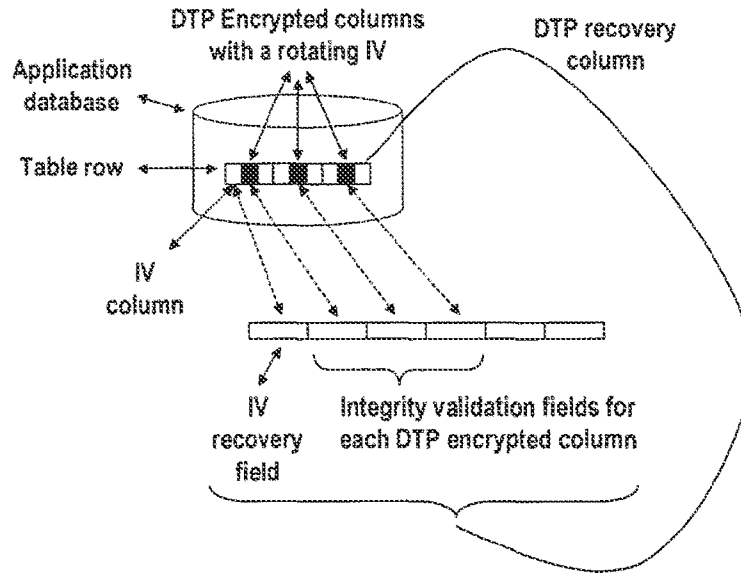 DTP Encrypted columns
with a rotating IV
DTP recovery
column
Application
database
Table row
IV
column
IV
recovery
field
Integrity validation fields for
each DTP encrypted column